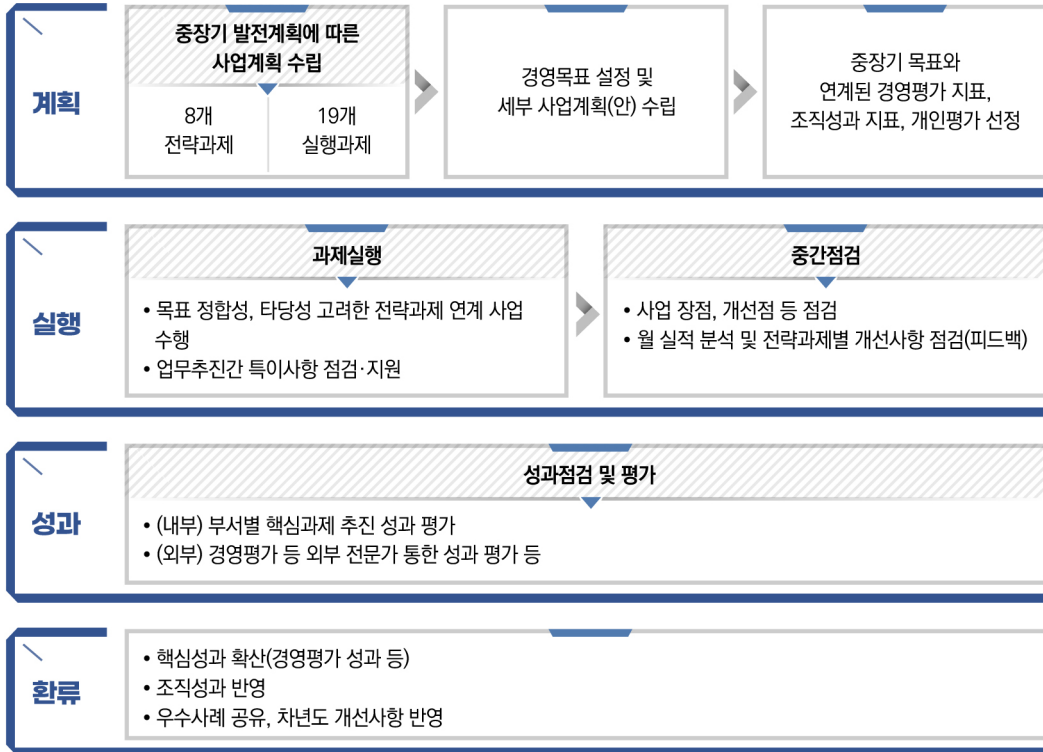 계획
중장기 발전계획에 따른
사업계획 수립
8개
전략과제
19개
실행과제
경영목표 설정 및
세부 사업계획(안) 수립
중장기 목표와
연계된 경영평가 지표,
조직성과 지표, 개인평가 선정
실행
과제실행
• 목표 정합성, 타당성 고려한 전략과제 연계 사업
수행
• 업무추진간 특이사항 점검·지원
중간점검
• 사업 장점, 개선점 등 점검
• 월 실적 분석 및 전략과제별 개선사항 점검(피드백)
성과
성과점검 및 평가
• (내부) 부서별 핵심과제 추진 성과 평가
• (외부) 경영평가 등 외부 전문가 통한 성과 평가 등
환류
• 핵심성과 확산(경영평가 성과 등)
• 조직성과 반영
• 우수사례 공유, 차년도 개선사항 반영